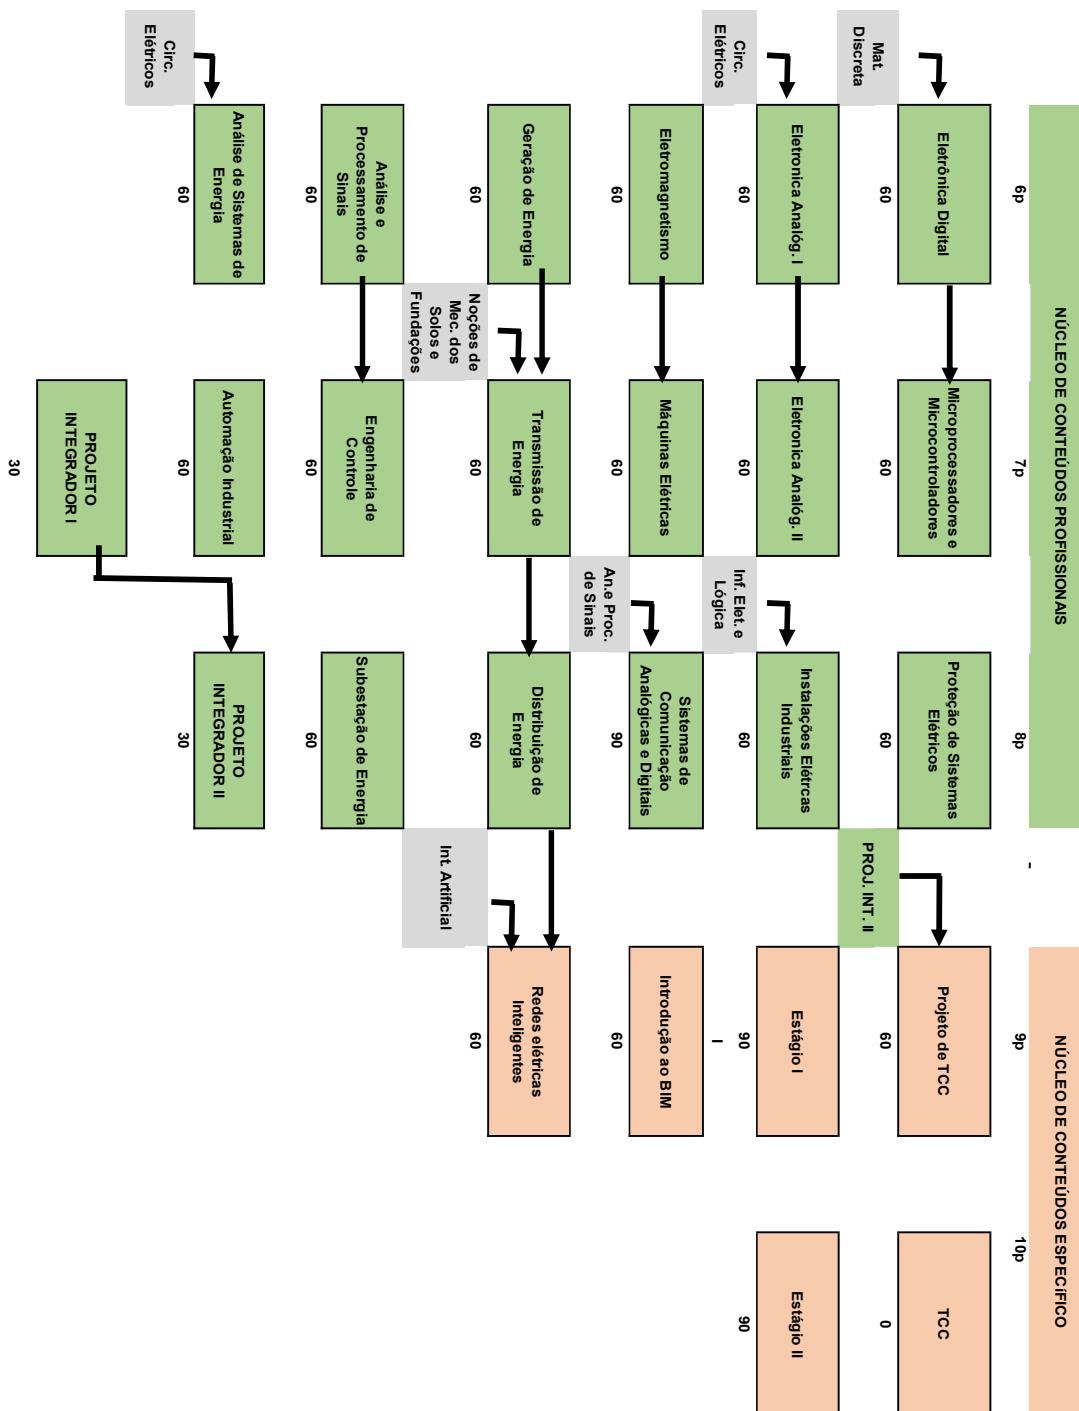 NÚCLEO DE CONTEÚDOS PROFISSIONAIS
NÚCLEO DE CONTEÚDOS ESPECÍFICO
6p
7p
8p
-
9p
10p
Mat.
Discreta
Eletrônica Digital
60
Microprocessadores e
Microcontroladores
60
Proteção de Sistemas
Elétricos
60
PROJ. INT. II
Projeto de TCC
60
TCC
0
Circ.
Elétricos
Eletronica Analóg. I
60
Eletronica Analóg. II
60
Inf. Elet. e
Lógica
Instalações Elétrcas
Industriais
60
Estágio I
90
Estágio II
90
I
Eletromagnetismo
60
Máquinas Elétricas
60
An.e Proc.
de Sinais
Sistemas de
Comunicação
Analógicas e Digitais
90
Introdução ao BIM
60
Geração de Energia
60
Noções de
Mec. dos
Solos e
Fundações
Transmissão de
Energia
60
Distribuição de
Energia
60
Int. Artificial
Redes elétricas
Inteligentes
60
Análise e
Processamento de
Sinais
60
Engenharia de
Controle
60
Subestação de Energia
60
Circ.
Elétricos
Análise de Sistemas de
Energia
60
Automação Industrial
60
PROJETO
INTEGRADOR II
30
PROJETO
INTEGRADOR I
30